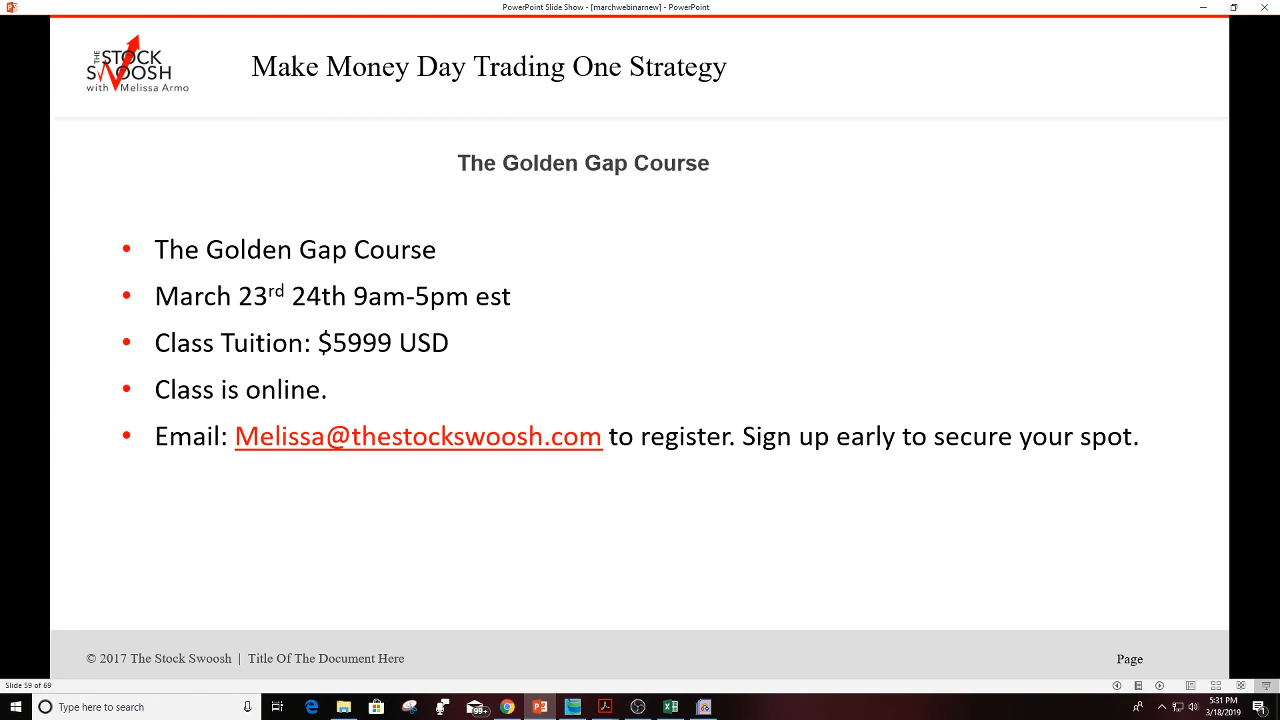 PowerPoint Slide Show - [marchwebinarnew] - PowerPoint
THE STOCK
SWOOSH
with Melissa Armo
Make Money Day Trading One Strategy
The Golden Gap Course
• The Golden Gap Course
• March 23rd 24th 9am-5pm est
• Class Tuition: $5999 USD
• Class is online.
• Email: Melissa@thestockswoosh.com to register. Sign up early to secure your spot.
© 2017 The Stock Swoosh | Title Of The Document Here
Page
Slide 59 of 69
Type here to search
99+
5:31 PM
3/18/2019